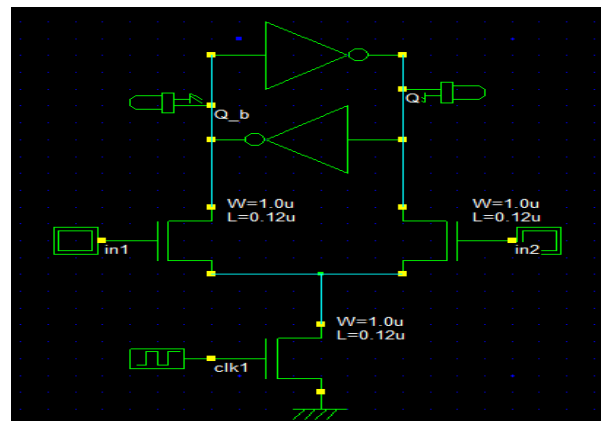 Q
Q_b
W=1.0u
L=0.12u
W=1.0u
L=0.12u
in1
in2
W=1.0u
L=0.12u
clk1